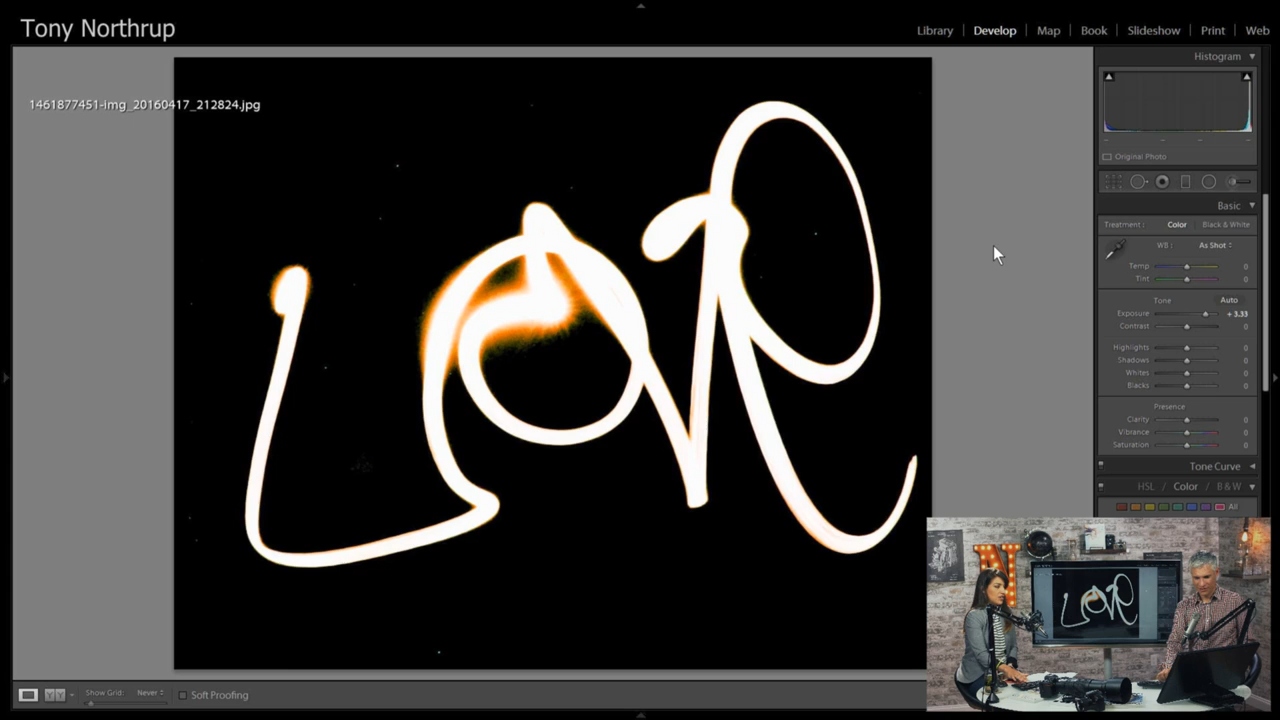 Tony Northrup
Library | Develop | Map | Book | Slideshow | Print | Web
Histogram
1461877451-img_20160417_212824.jpg
LOVE
Original Photo
Basic
Treatment: Color Black & White
WB: As Shot
Temp 0
Tint 0
Tone Auto
Exposure + 3.33
Contrast 0
Highlights 0
Shadows 0
Whites 0
Blacks 0
Presence
Clarity 0
Vibrance 0
Saturation 0
Tone Curve
HSL / Color / B & W
All
N
LOVE
Show Grid: Never
Soft Proofing